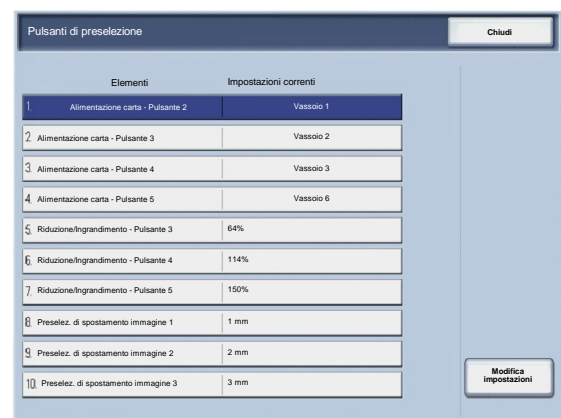 Pulsanti di preselezione
Chiudi
Elementi Impostazioni correnti
1. Alimentazione carta - Pulsante 2 Vassoio 1
2. Alimentazione carta - Pulsante 3 Vassoio 2
3. Alimentazione carta - Pulsante 4 Vassoio 3
4. Alimentazione carta - Pulsante 5 Vassoio 6
5. Riduzione/Ingrandimento - Pulsante 3 64%
6. Riduzione/Ingrandimento - Pulsante 4 114%
7. Riduzione/Ingrandimento - Pulsante 5 150%
8. Preselez. di spostamento immagine 1 1 mm
9. Preselez. di spostamento immagine 2 2 mm
10. Preselez. di spostamento immagine 3 3 mm
Modifica
impostazioni